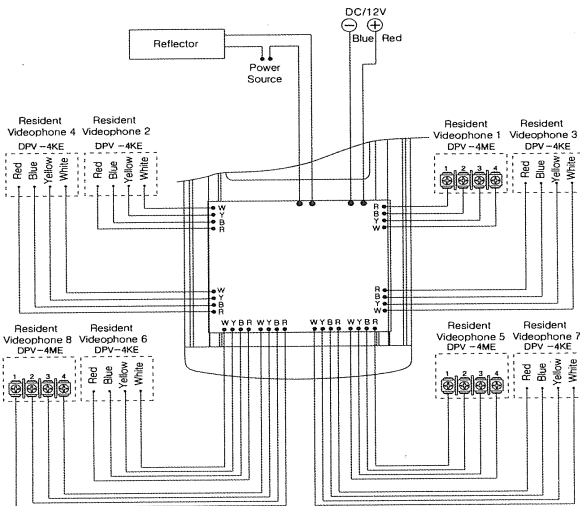 DC/12V
Blue Red
Reflector
Power
Source
Resident
Videophone 4
DPV-4KE
Red
Blue
Yellow
White
Resident
Videophone 2
DPV-4KE
Red
Blue
Yellow
White
Resident
Videophone 1
DPV-4ME
1 2 3 4
Resident
Videophone 3
DPV-4KE
Red
Blue
Yellow
White
W
Y
B
R
R
B
Y
W
W
Y
B
R
R
B
Y
W
W Y B R W Y B R
W Y B R W Y B R
Resident
Videophone 8
DPV-4ME
1 2 3 4
Resident
Videophone 6
DPV-4KE
Red
Blue
Yellow
White
Resident
Videophone 5
DPV-4ME
1 2 3 4
Resident
Videophone 7
DPV-4KE
Red
Blue
Yellow
White